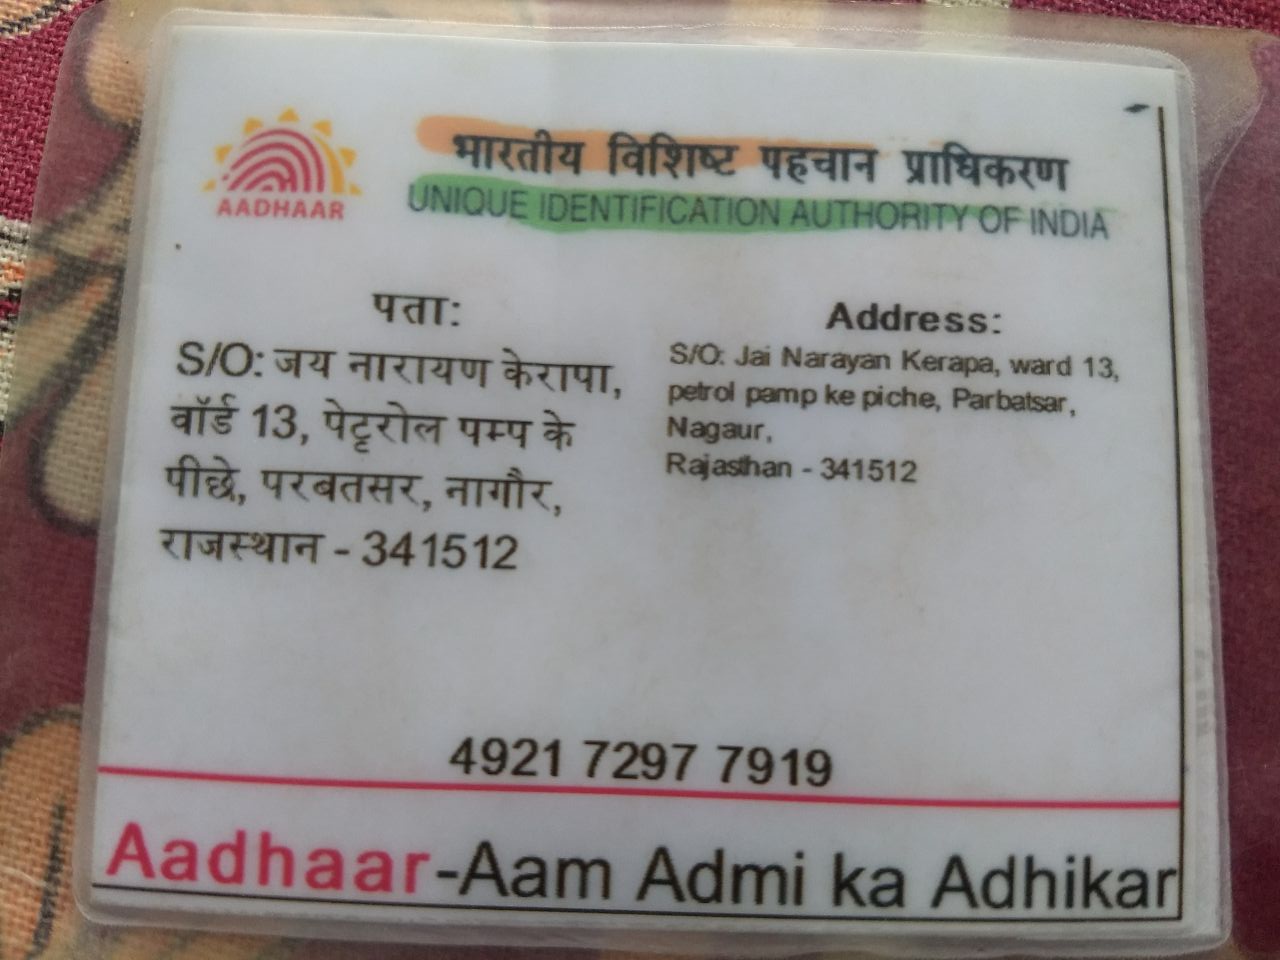 AADHAAR
भारतीय विशिष्ट पहचान प्राधिकरण
UNIQUE IDENTIFICATION AUTHORITY OF INDIA
पता:
S/O: जय नारायण केरापा,
वॉर्ड 13, पेट्रोल पम्प के
पीछे, परबतसर, नागौर,
राजस्थान - 341512
Address:
S/O: Jai Narayan Kerapa, ward 13,
petrol pamp ke piche, Parbatsar,
Nagaur,
Rajasthan - 341512
4921 7297 7919
Aadhaar-Aam Admi ka Adhikar